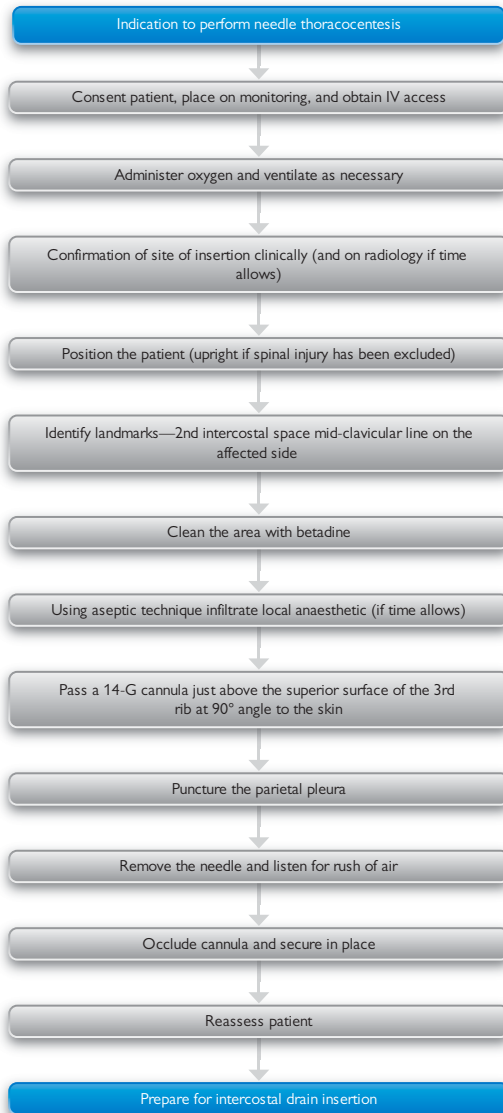 Indication to perform needle thoracocentesis
Consent patient, place on monitoring, and obtain IV access
Administer oxygen and ventilate as necessary
Confirmation of site of insertion clinically (and on radiology if time
allows)
Position the patient (upright if spinal injury has been excluded)
Identify landmarks—2nd intercostal space mid-clavicular line on the
affected side
Clean the area with betadine
Using aseptic technique infiltrate local anaesthetic (if time allows)
Pass a 14-G cannula just above the superior surface of the 3rd
rib at 90° angle to the skin
Puncture the parietal pleura
Remove the needle and listen for rush of air
Occlude cannula and secure in place
Reassess patient
Prepare for intercostal drain insertion